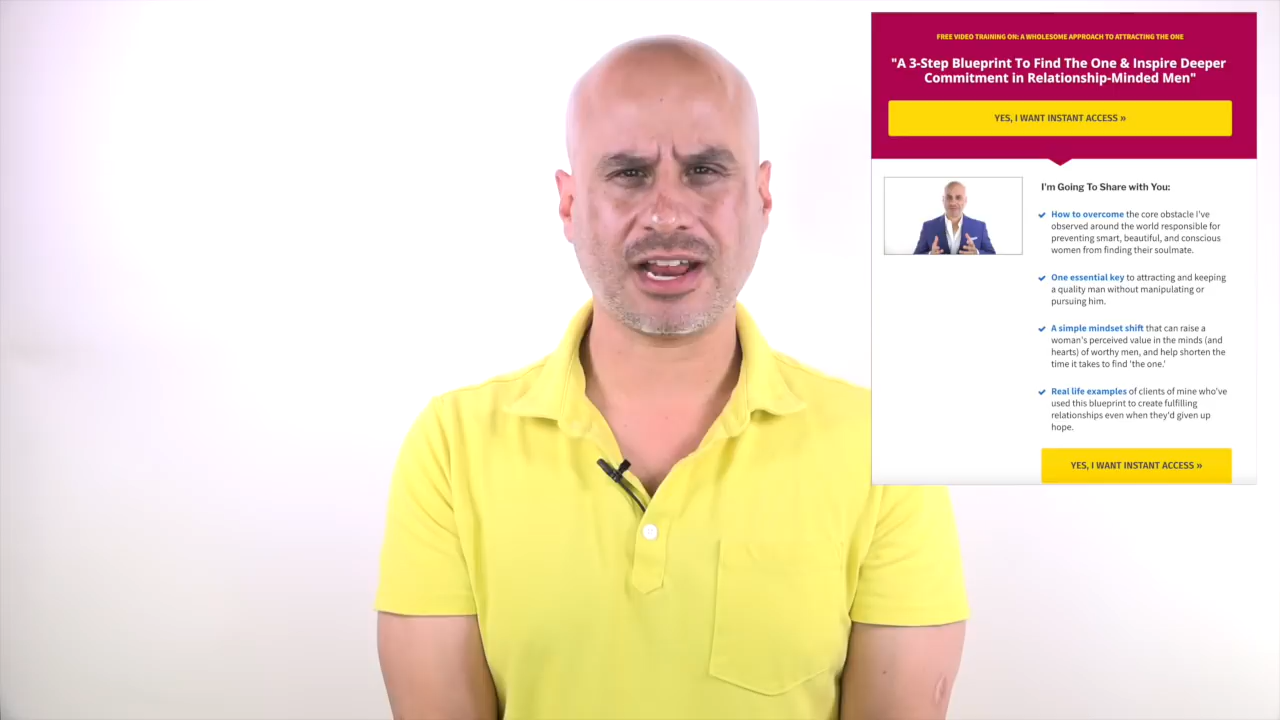 FREE VIDEO TRAINING ON: A WHOLESOME APPROACH TO ATTRACTING THE ONE
"A 3-Step Blueprint To Find The One & Inspire Deeper
Commitment in Relationship-Minded Men"
YES, I WANT INSTANT ACCESS »
I'm Going To Share with You:
How to overcome the core obstacle I've
observed around the world responsible for
preventing smart, beautiful, and conscious
women from finding their soulmate.
One essential key to attracting and keeping
a quality man without manipulating or
pursuing him.
A simple mindset shift that can raise a
woman's perceived value in the minds (and
hearts) of worthy men, and help shorten the
time it takes to find 'the one.'
Real life examples of clients of mine who've
used this blueprint to create fulfilling
relationships even when they'd given up
hope.
YES, I WANT INSTANT ACCESS »